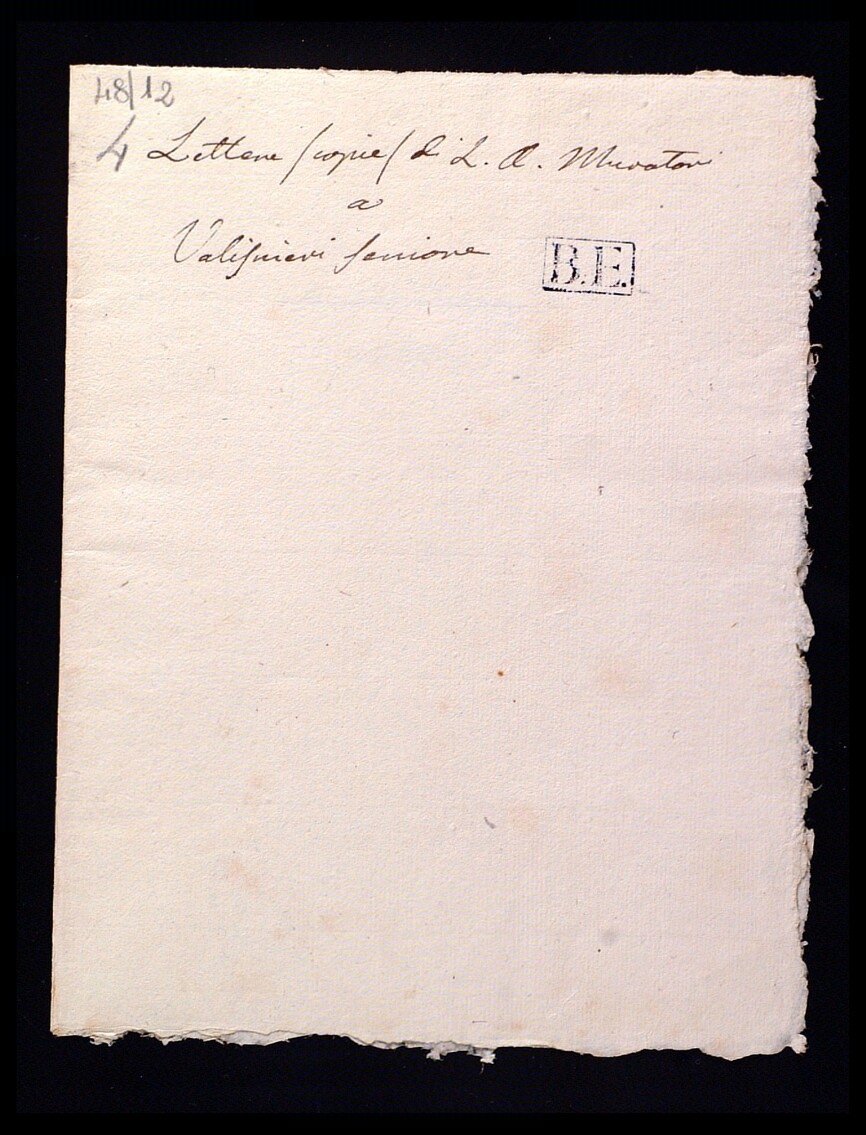 48/12
4 Lettere (copie) di L. A. Muratori
a
Valisnieri seniore
B.E.